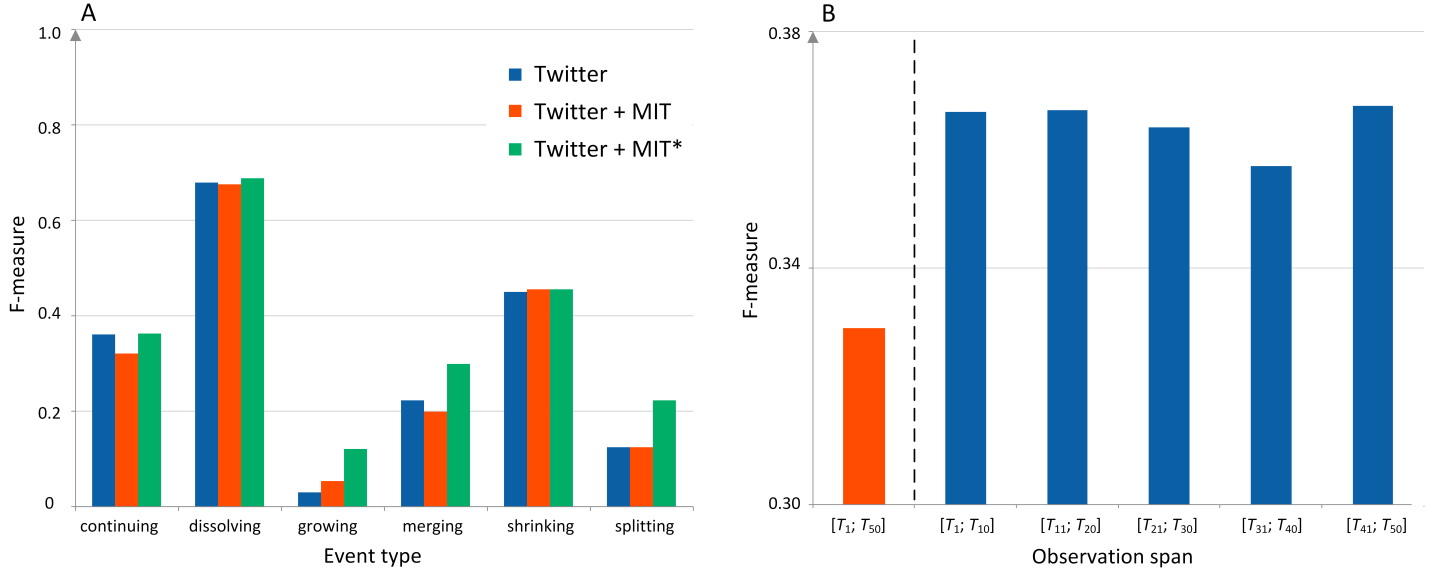 A
1.0
0.8
0.6
0.4
0.2
0
F-measure
Twitter
Twitter + MIT
Twitter + MIT*
continuing dissolving growing merging shrinking splitting
Event type
B
0.38
0.34
0.30
F-measure
[T1; T50] [T1; T10] [T11; T20] [T21; T30] [T31; T40] [T41; T50]
Observation span